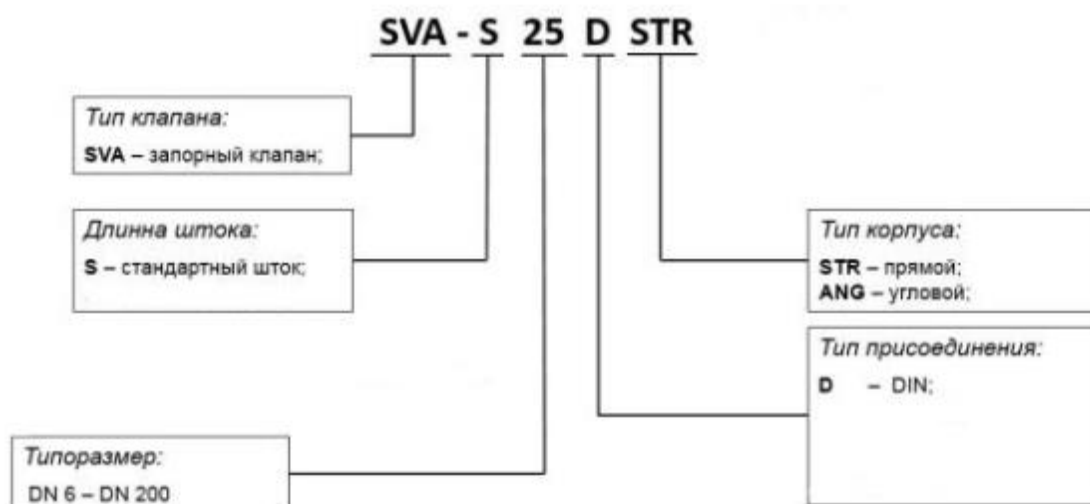 SVA - S 25 D STR
Тип клапана:
SVA – запорный клапан;
Длинна штока:
S – стандартный шток;
Типоразмер:
DN 6 – DN 200
Тип корпуса:
STR – прямой;
ANG – угловой;
Тип присоединения:
D – DIN;